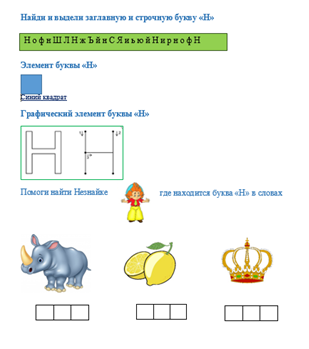 Найди и выдели заглавную и строчную букву «Н»
Н о ф н Ш Л Н ж Ъ й н С Я н ь ю й Н и р н о ф Н
Элемент буквы «Н»
Синий квадрат
Графический элемент буквы «Н»
Помоги найти Незнайке где находится буква «Н» в словах